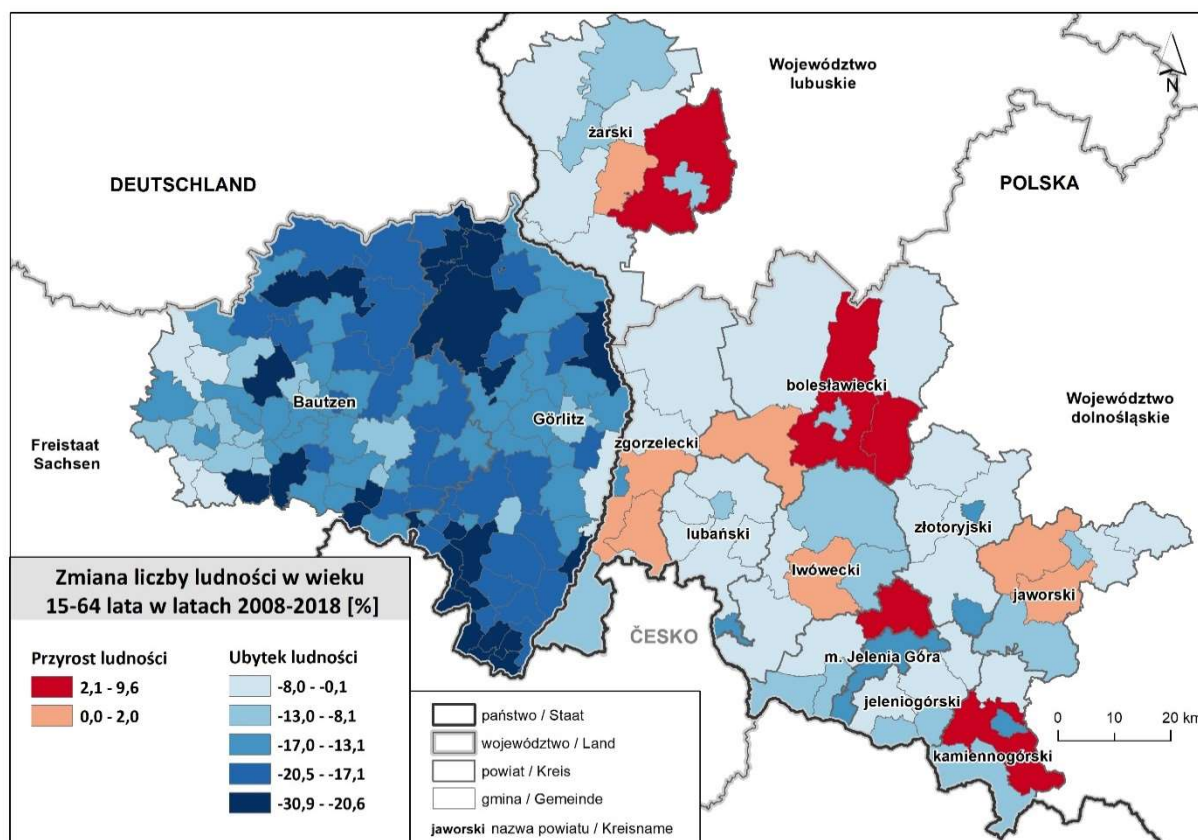 Województwo
lubuskie
N
żarski
DEUTSCHLAND
POLSKA
bolesławiecki
Województwo
dolnośląskie
Bautzen
Görlitz
Freistaat
Sachsen
zgorzelecki
złotoryjski
lubański
lwówecki
jaworski
ČESKO
m. Jelenia Góra
jeleniogórski
kamiennogórski
0 10 20 km
Zmiana liczby ludności w wieku
15-64 lata w latach 2008-2018 [%]
Przyrost ludności
2,1 - 9,6
0,0 - 2,0
Ubytek ludności
-8,0 - -0,1
-13,0 - -8,1
-17,0 - -13,1
-20,5 - -17,1
-30,9 - -20,6
państwo / Staat
województwo / Land
powiat / Kreis
gmina / Gemeinde
jaworski nazwa powiatu / Kreisname